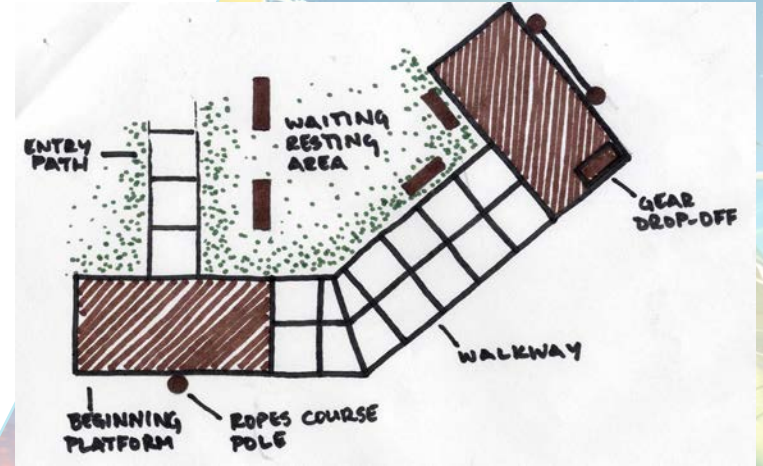 ENTRY
PATH
WAITING
RESTING
AREA
GEAR
DROP-OFF
WALKWAY
BEGINNING
PLATFORM
ROPES COURSE
POLE